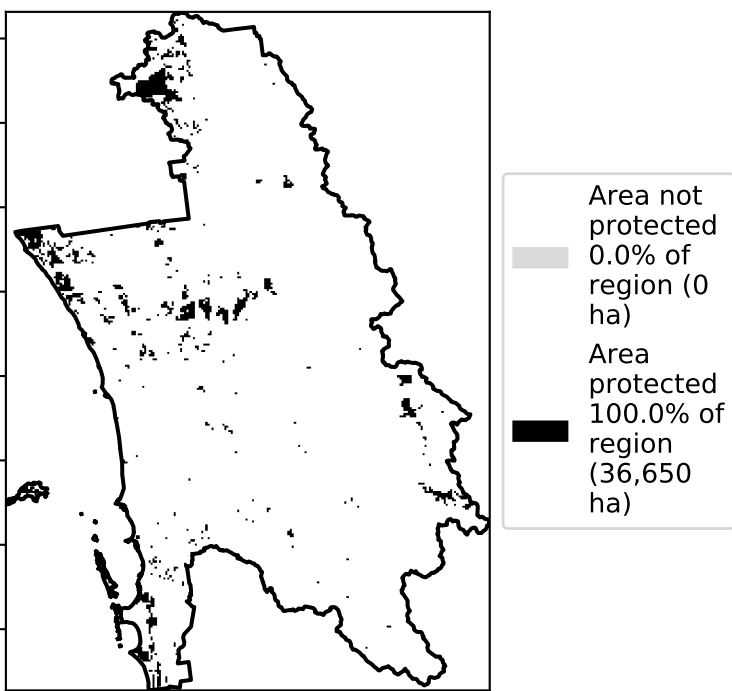 Area not
protected
0.0% of
region (0
ha)
Area
protected
100.0% of
region
(36,650
ha)